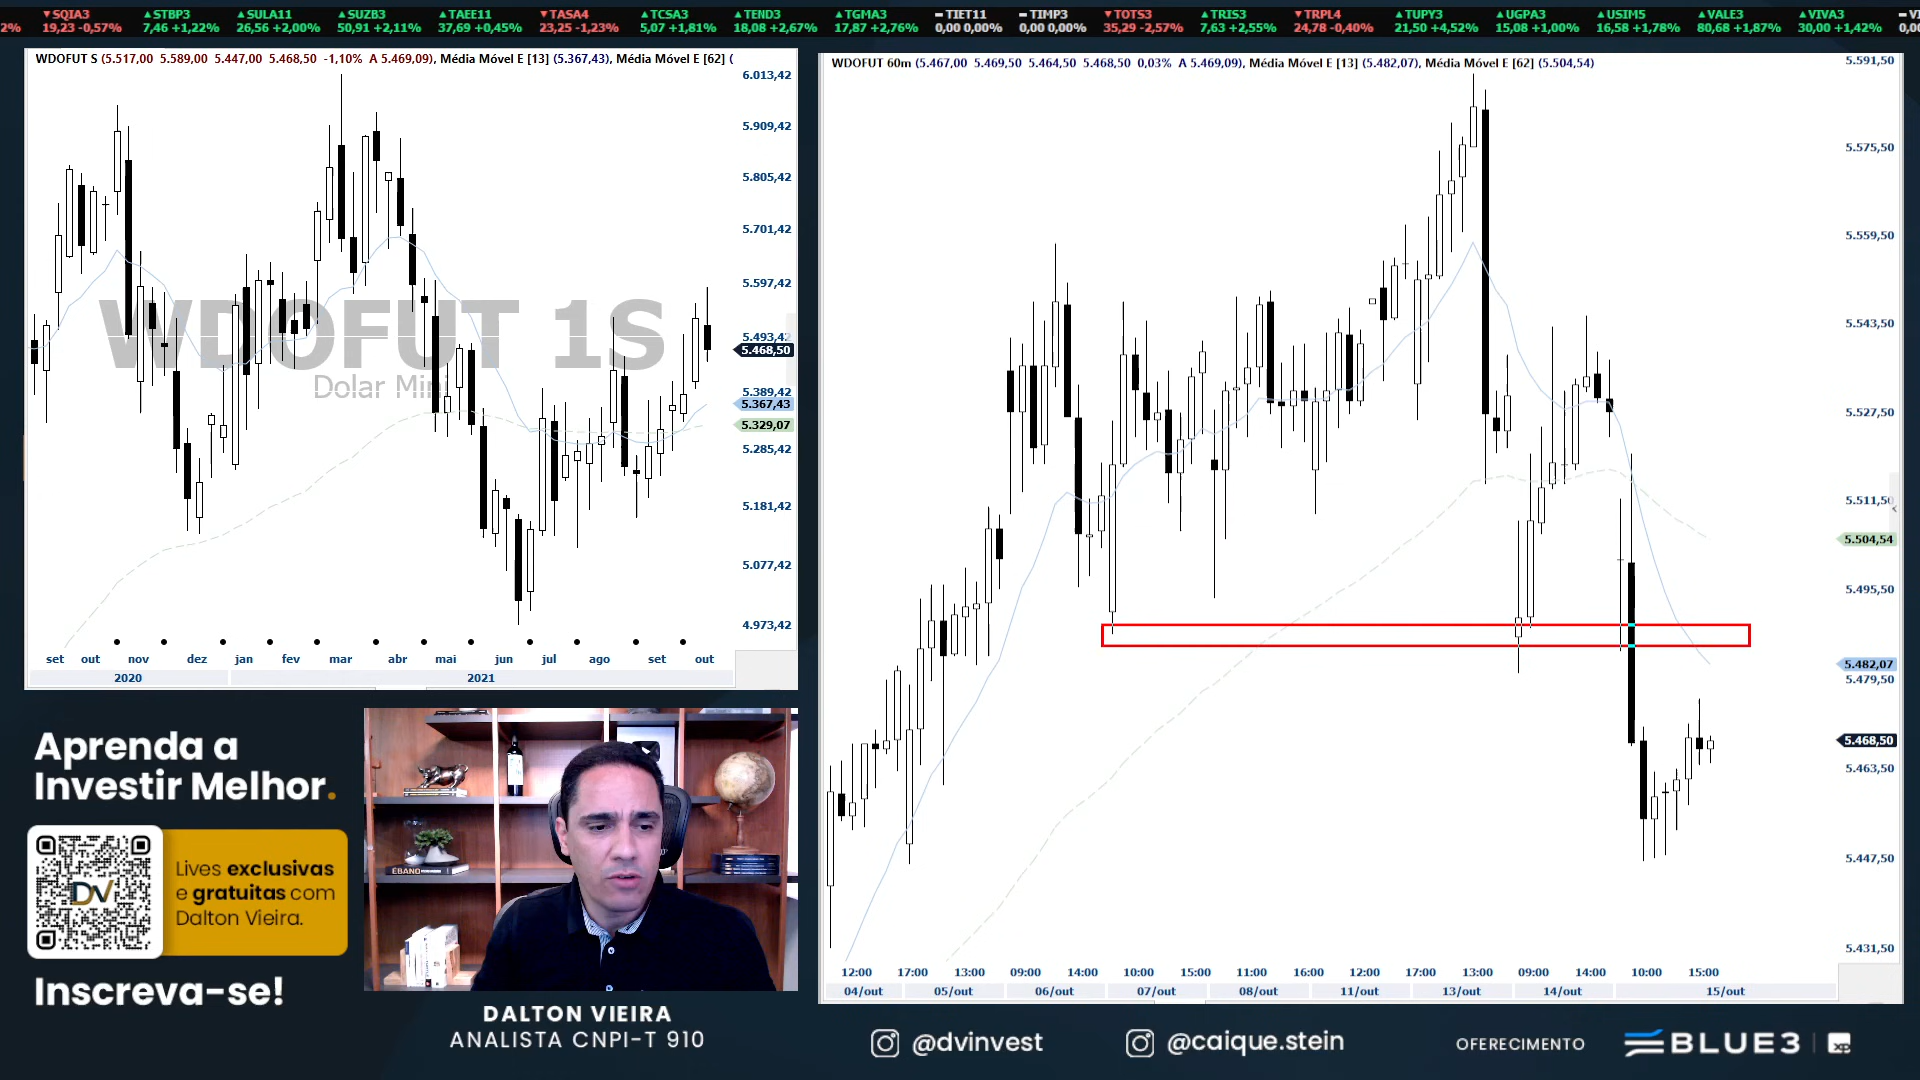 2% ▼SQIA3 ▲STBP3 ▲SULA11 ▲SUZB3 ▲TAEE11 ▼TASA4 ▲TCSA3 ▲TEND3 ▲TGMA3 ━TIET11 ━TIMP3 ▼TOTS3 ▲TRIS3 ▼TRPL4 ▲TUPY3 ▲UGPA3 ▲USIM5 ▲VALE3 ▲VIVA3
19,23 -0,57% 7,46 +1,22% 26,56 +2,00% 50,91 +2,11% 37,69 +0,45% 23,25 -1,23% 5,07 +1,81% 18,08 +2,67% 17,87 +2,76% 0,00 0,00% 0,00 0,00% 35,29 -2,57% 7,63 +2,55% 24,78 -0,40% 21,50 +4,52% 15,08 +1,00% 16,58 +1,78% 80,68 +1,87% 30,00 +1,42%
WDOFUT S (5.517,00 5.589,00 5.447,00 5.468,50 -1,10% A 5.469,09), Média Móvel E [13] (5.367,43), Média Móvel E [62] (
6.013,42
5.909,42
5.805,42
5.701,42
5.597,42
5.493,42
5.468,50
5.389,42
5.367,43
5.329,07
5.285,42
5.181,42
5.077,42
4.973,42
WDOFUT 1S
Dolar Mini
set out nov dez jan fev mar abr mai jun jul ago set out
2020 2021
WDOFUT 60m (5.467,00 5.469,50 5.464,50 5.468,50 0,03% A 5.469,09), Média Móvel E [13] (5.482,07), Média Móvel E [62] (5.504,54)
5.591,50
5.575,50
5.559,50
5.543,50
5.527,50
5.511,50
5.504,54
5.495,50
5.482,07
5.479,50
5.468,50
5.463,50
5.447,50
5.431,50
12:00 17:00 13:00 09:00 14:00 10:00 15:00 11:00 16:00 12:00 17:00 13:00 09:00 14:00 10:00 15:00
04/out 05/out 06/out 07/out 08/out 11/out 13/out 14/out 15/out
Aprenda a
Investir Melhor.
DV
Lives exclusivas
e gratuitas com
Dalton Vieira.
Inscreva-se!
ÉBANO
DALTON VIEIRA
ANALISTA CNPI-T 910
@dvinvest
@caique.stein
OFERECIMENTO
BLUE3
xp